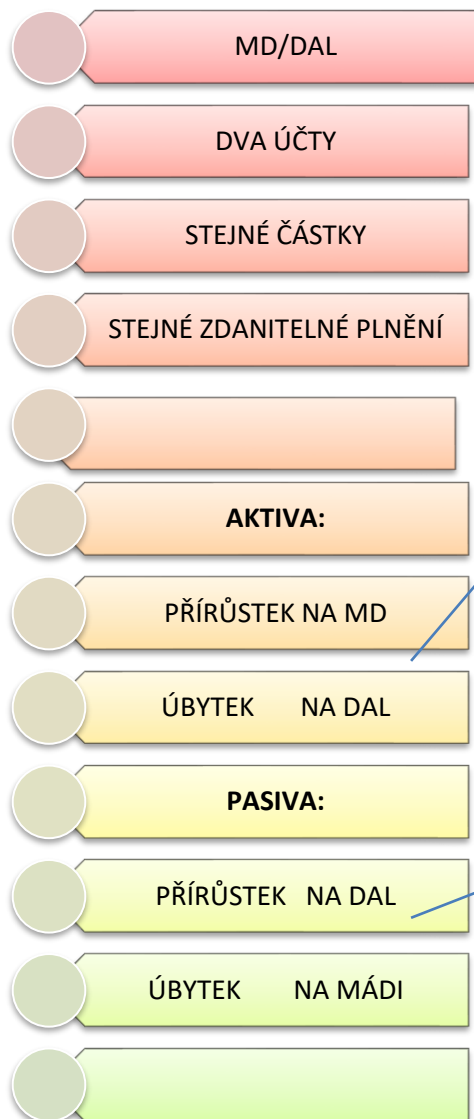 MD/DAL
DVA ÚČTY
STEJNÉ ČÁSTKY
STEJNÉ ZDANITELNÉ PLNĚNÍ
AKTIVA:
PŘÍRŮSTEK NA MD
ÚBYTEK NA DAL
PASIVA:
PŘÍRŮSTEK NA DAL
ÚBYTEK NA MÁDI